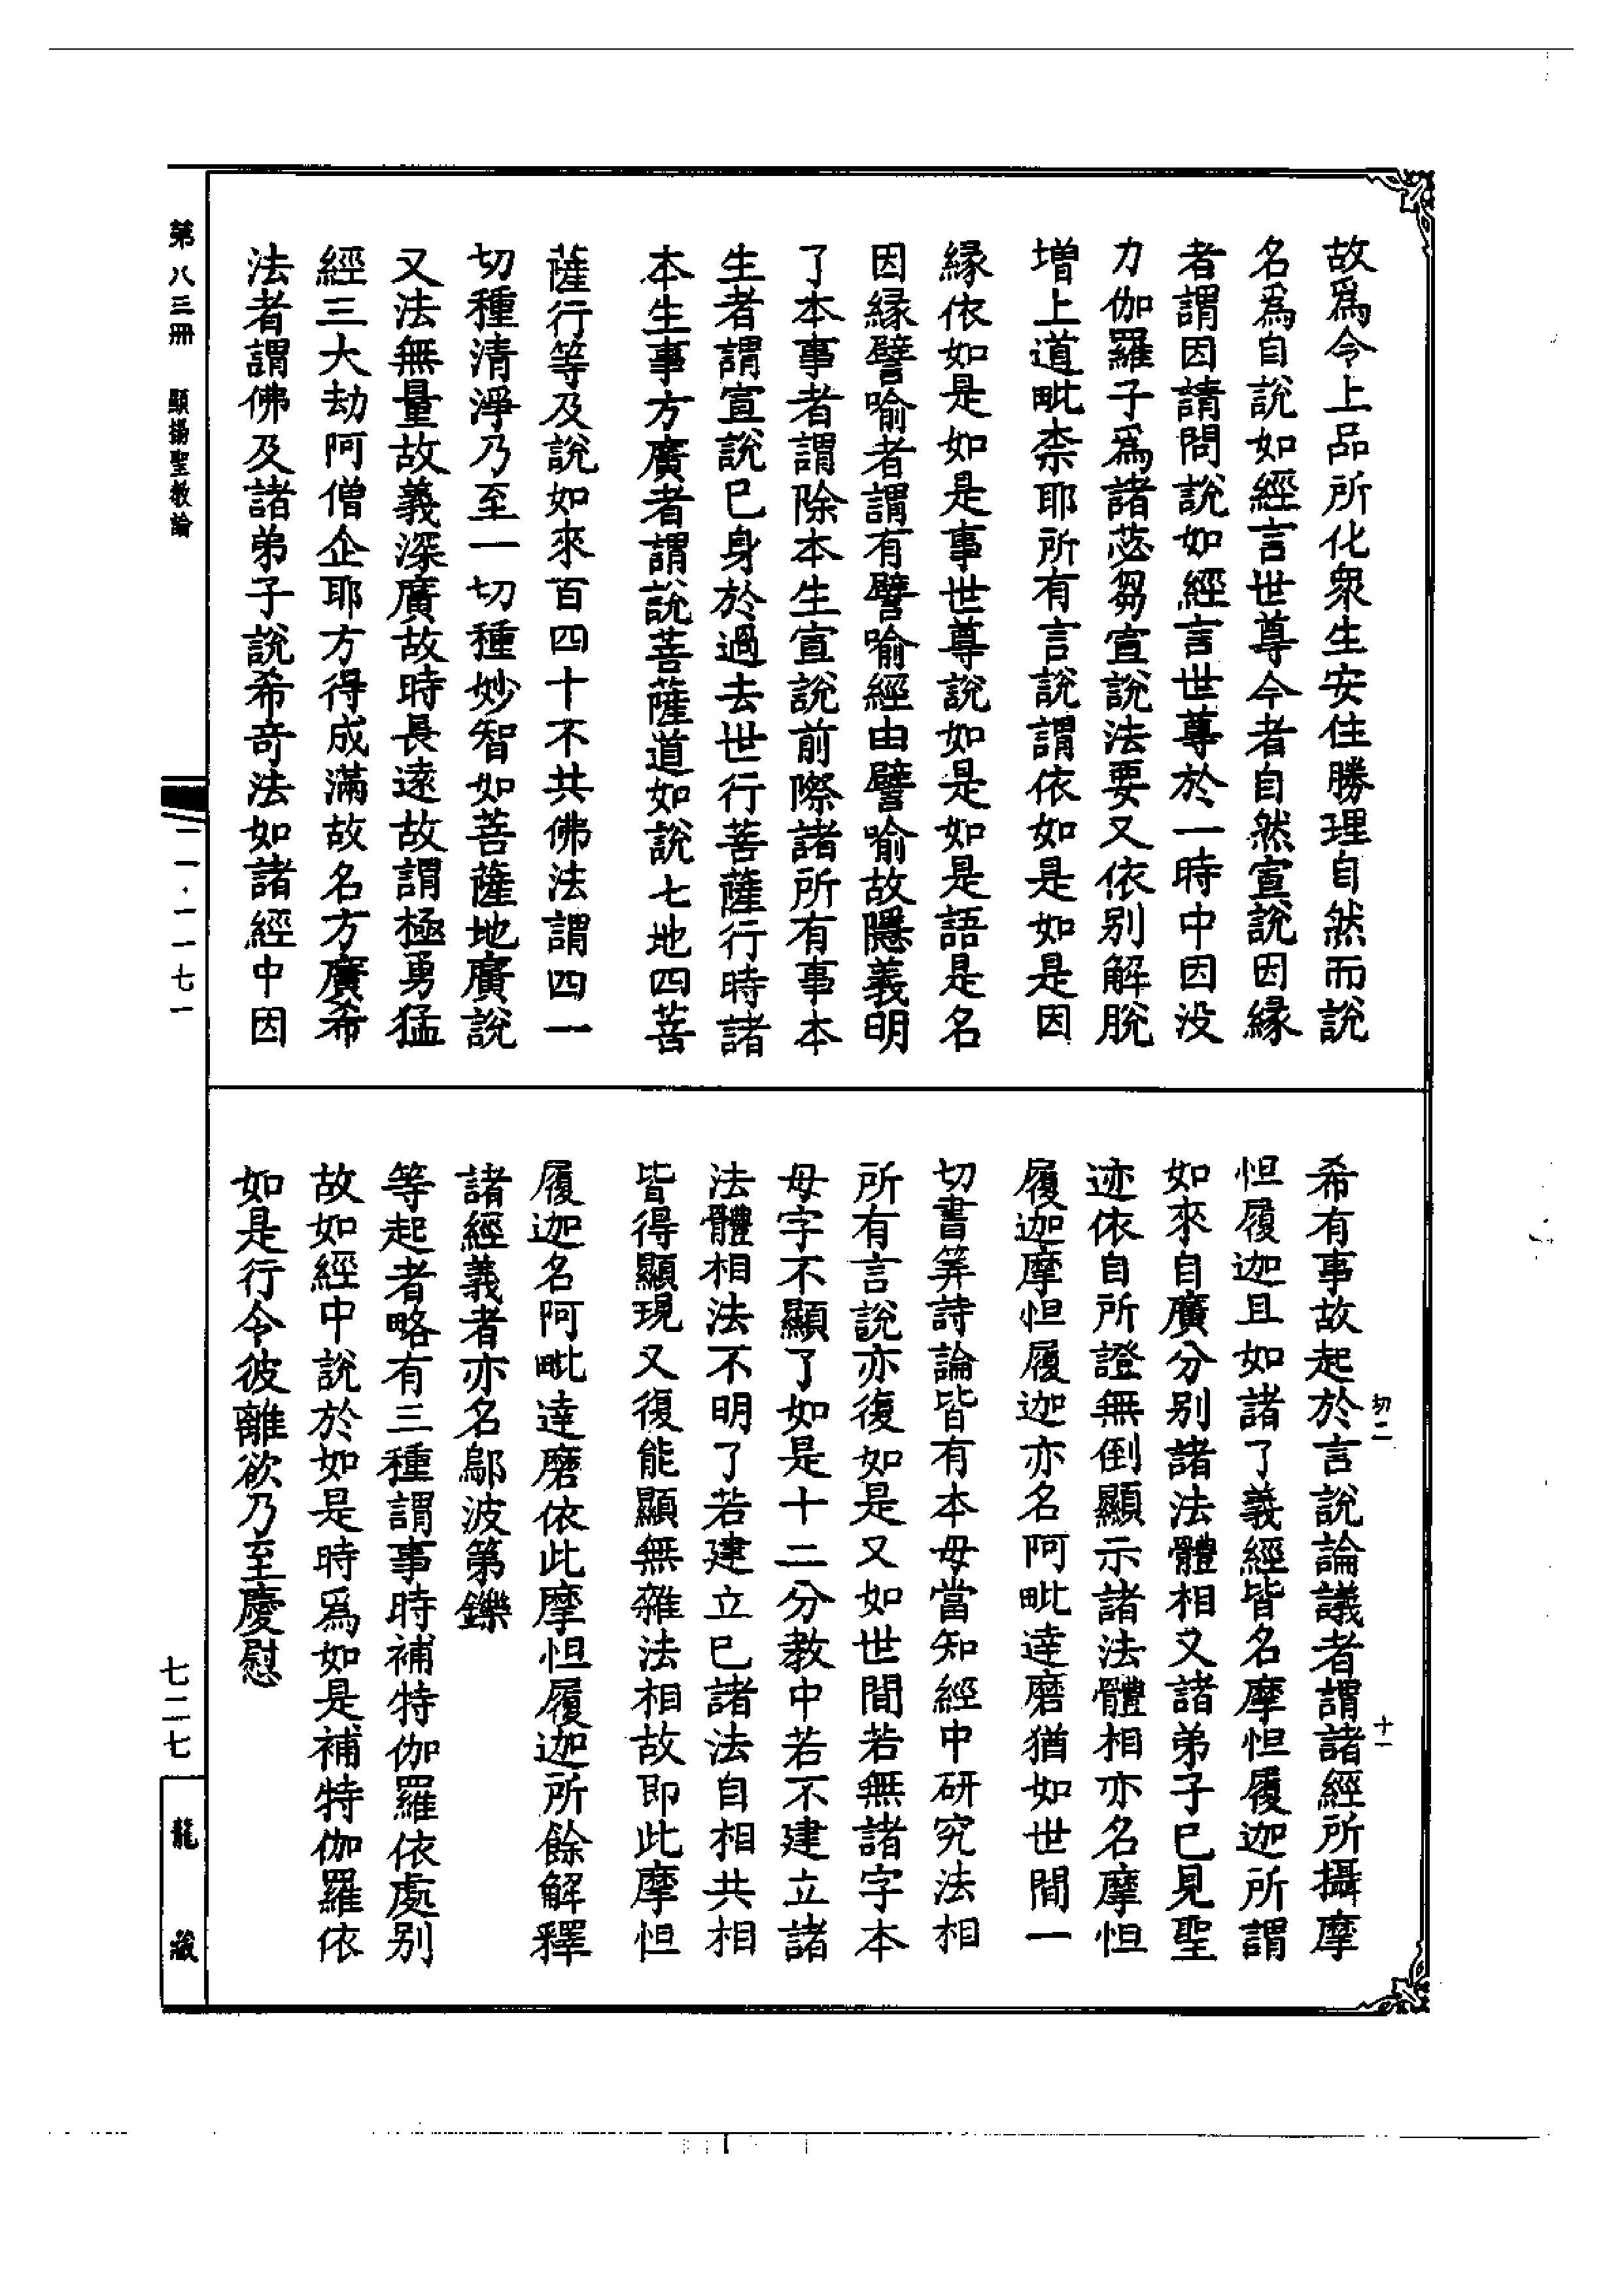 故爲令上品所化衆生安住勝理自然而說
名爲自說如經言世尊今者自然宣說因縁
者謂因請問說如經言世尊於一時中因没
力伽羅子爲諸苾芻宣說法要又依别解脫
増上道毗柰耶所有言說謂依如是如是因
縁依如是如是事世尊說如是如是語是名
因縁譬喻者謂有譬喻經由譬喻故隱義明
了本事者謂除本生宣說前際諸所有事本
生者謂宣說已身於過去世行菩薩行時諸
本生事方廣者謂說菩薩道如說七地四菩
薩行等及說如來百四十不共佛法謂四一
切種清淨乃至一切種妙智如菩薩地廣說
又法無量故義深廣故時長逺故謂極勇猛
經三大劫阿僧企耶方得成滿故名方廣希
法者謂佛及諸弟子說希奇法如諸經中因
希有事故起於言說論議者謂諸經所攝摩
怛履迦且如諸了義經皆名摩怛履迦所謂
如來自廣分别諸法體相又諸弟子已見聖
迹依自所證無倒顯示諸法體相亦名摩怛
履迦摩怛履迦亦名阿毗達磨猶如世間一
切書筭詩論皆有本母當知經中研究法相
所有言說亦復如是又如世間若無諸字本
母字不顯了如是十二分教中若不建立諸
法體相法不明了若建立已諸法自相共相
皆得顯現又復能顯無雜法相故即此摩怛
履迦名阿毗達磨依此摩怛履迦所餘解釋
諸經義者亦名鄔波第鑠
等起者略有三種謂事時補特伽羅依處别
故如經中說於如是時爲如是補特伽羅依
如是行令彼離欲乃至慶慰
初二
十一
第八三册 顯揚聖教論
二一·一一七一
七二七
龍藏